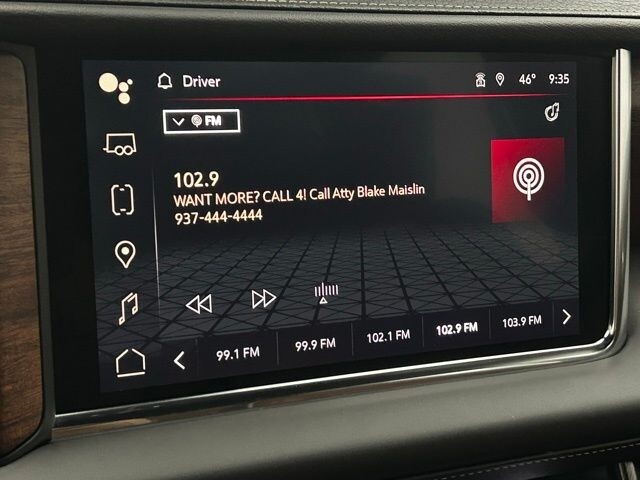 Driver
46° 9:35
FM
102.9
WANT MORE? CALL 4! Call Atty Blake Maislin
937-444-4444
99.1 FM 99.9 FM 102.1 FM 102.9 FM 103.9 FM